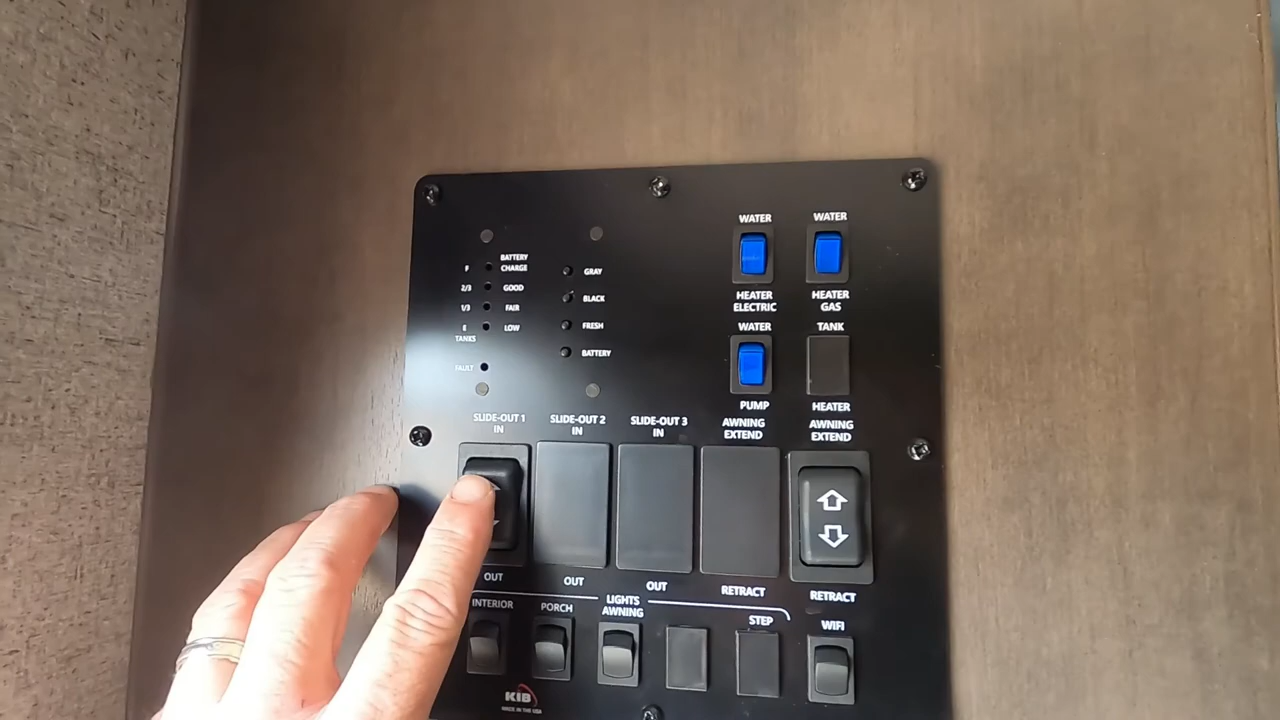 WATER
WATER
BATTERY
F CHARGE
2/3 GOOD
1/3 FAIR
E LOW
TANKS
FAULT
GRAY
BLACK
FRESH
BATTERY
HEATER
ELECTRIC
HEATER
GAS
WATER
TANK
PUMP
HEATER
SLIDE-OUT 1
IN
SLIDE-OUT 2
IN
SLIDE-OUT 3
IN
AWNING
EXTEND
AWNING
EXTEND
OUT
OUT
OUT
RETRACT
RETRACT
LIGHTS
INTERIOR
PORCH
AWNING
STEP
WIFI
KIB
MADE IN THE USA